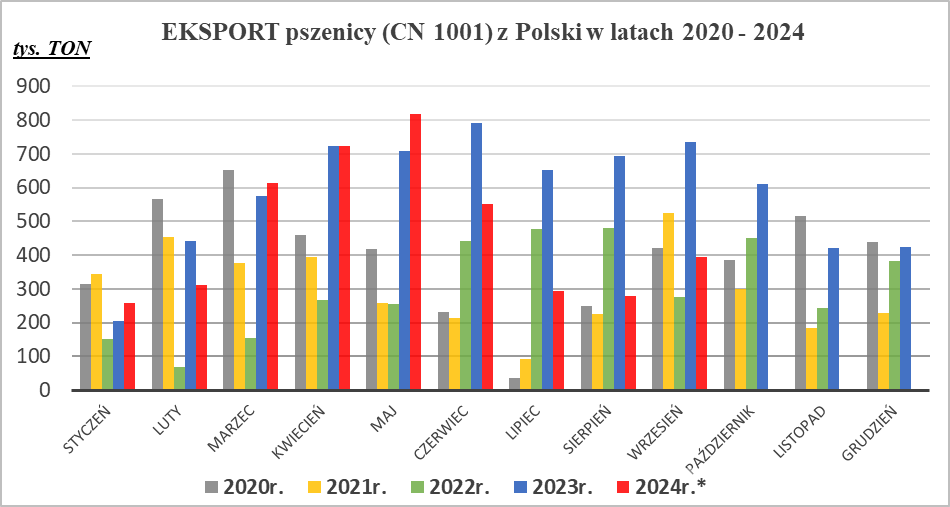 EKSPORT pszenicy (CN 1001) z Polski w latach 2020 - 2024
tys. TON
900
800
700
600
500
400
300
200
100
0
STYCZEŃ
LUTY
MARZEC
KWIECIEŃ
MAJ
CZERWIEC
LIPIEC
SIERPIEŃ
WRZESIEŃ
PAŹDZIERNIK
LISTOPAD
GRUDZIEŃ
2020r. 2021r. 2022r. 2023r. 2024r.*